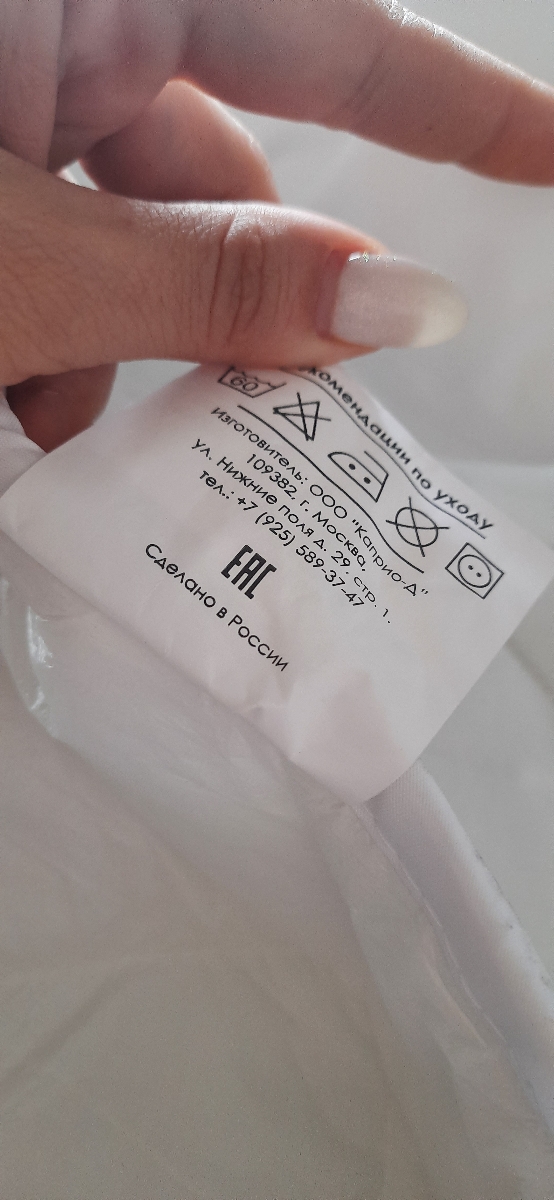 комендации по уходу
60
Изготовитель: ООО "Каприо-Д"
109382, г. Москва,
ул. Нижние поля д. 29. стр. 1.
тел.: +7 (925) 589-37-47
ЕАС
Сделано в России